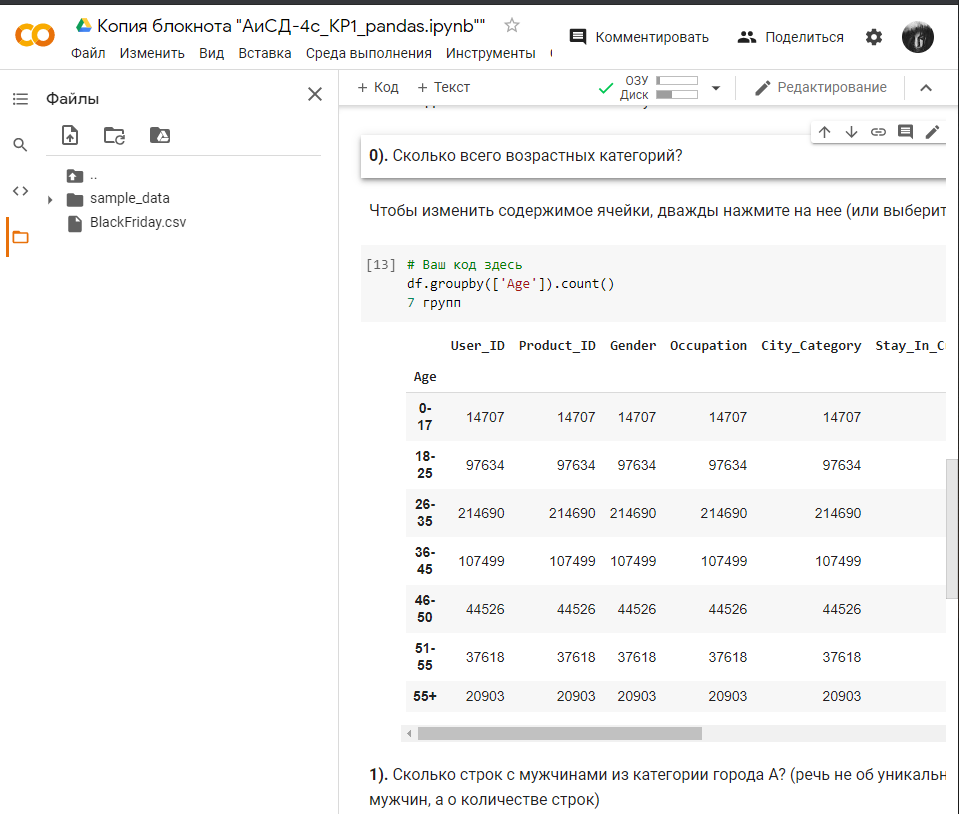 Копия блокнота "АиСД-4с_КР1_pandas.ipynb""
Комментировать
Поделиться
Файл Изменить Вид Вставка Среда выполнения Инструменты
Файлы
+ Код + Текст
ОЗУ
Диск
Редактирование
..
sample_data
BlackFriday.csv
0). Сколько всего возрастных категорий?
Чтобы изменить содержимое ячейки, дважды нажмите на нее (или выберит
[13] # Ваш код здесь
df.groupby(['Age']).count()
7 групп
User_ID Product_ID Gender Occupation City_Category Stay_In_C
Age
0-
17 14707 14707 14707 14707 14707
18-
25 97634 97634 97634 97634 97634
26-
35 214690 214690 214690 214690 214690
36-
45 107499 107499 107499 107499 107499
46-
50 44526 44526 44526 44526 44526
51-
55 37618 37618 37618 37618 37618
55+ 20903 20903 20903 20903 20903
1). Сколько строк с мужчинами из категории города А? (речь не об уникальн
мужчин, а о количестве строк)